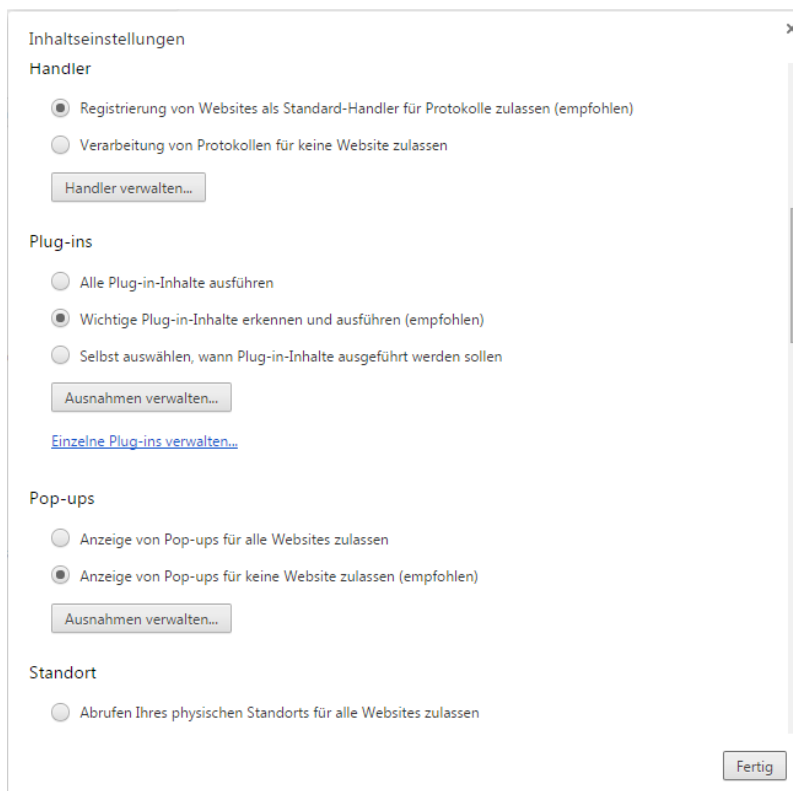 Inhaltseinstellungen
Handler
Registrierung von Websites als Standard-Handler für Protokolle zulassen (empfohlen)
Verarbeitung von Protokollen für keine Website zulassen
Handler verwalten...
Plug-ins
Alle Plug-in-Inhalte ausführen
Wichtige Plug-in-Inhalte erkennen und ausführen (empfohlen)
Selbst auswählen, wann Plug-in-Inhalte ausgeführt werden sollen
Ausnahmen verwalten...
Einzelne Plug-ins verwalten...
Pop-ups
Anzeige von Pop-ups für alle Websites zulassen
Anzeige von Pop-ups für keine Website zulassen (empfohlen)
Ausnahmen verwalten...
Standort
Abrufen Ihres physischen Standorts für alle Websites zulassen
Fertig